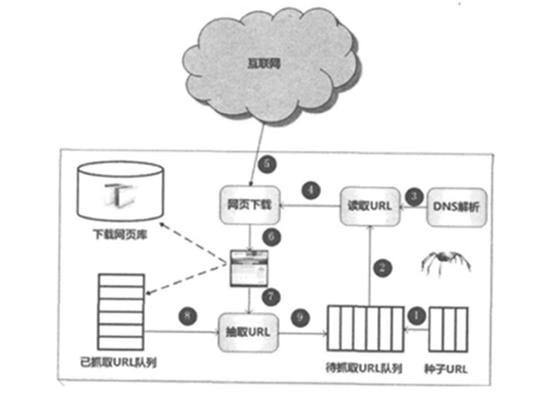 互联网
5
网页下载
4
读取URL
3
DNS解析
下载网页库
6
2
7
8
抽取URL
9
1
已抓取URL队列
待抓取URL队列
种子URL